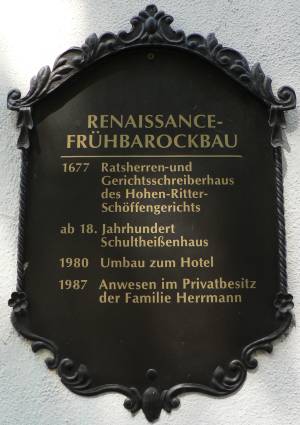 RENAISSANCE-
FRÜHBAROCKBAU
1677 Ratsherren-und
Gerichtsschreiberhaus
des Hohen-Ritter-
Schöffengerichts
ab 18. Jahrhundert
Schultheißenhaus
1980 Umbau zum Hotel
1987 Anwesen im Privatbesitz
der Familie Herrmann